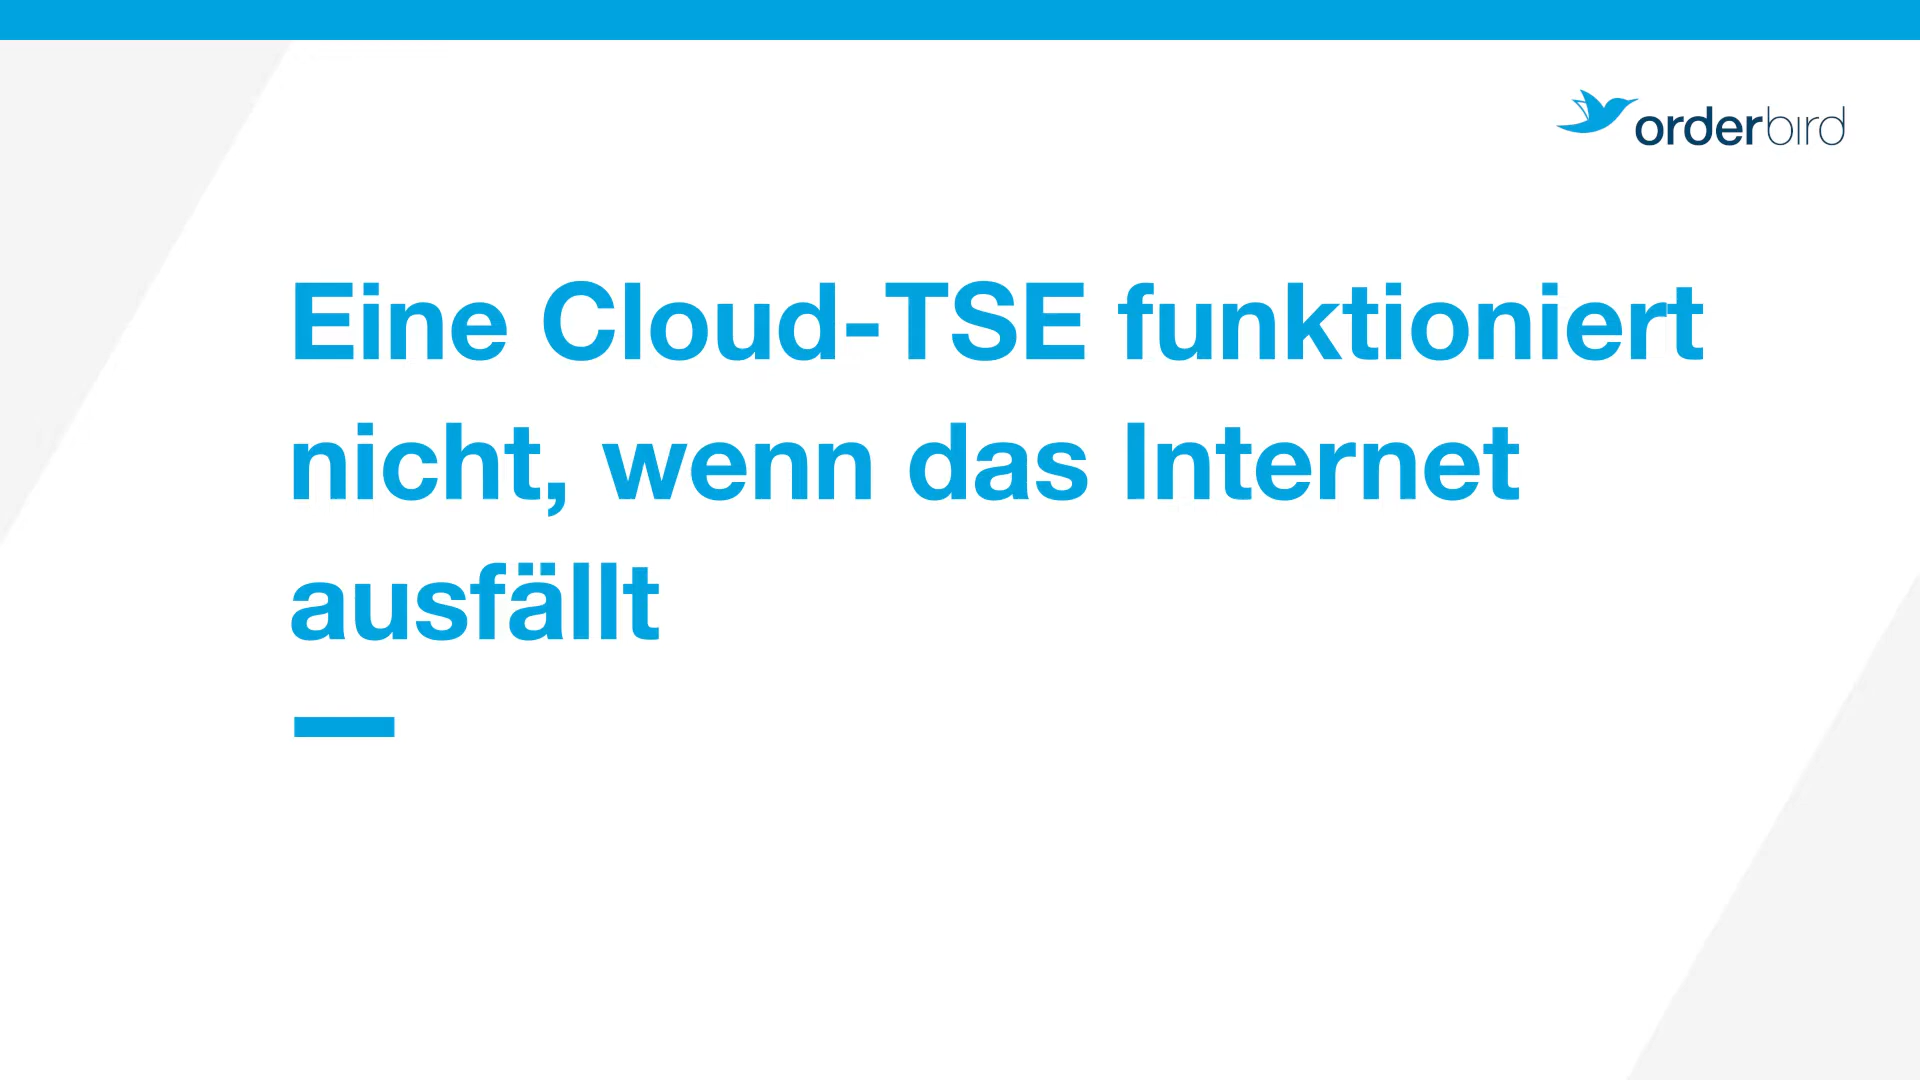 orderbird
Eine Cloud-TSE funktioniert
nicht, wenn das Internet
ausfällt